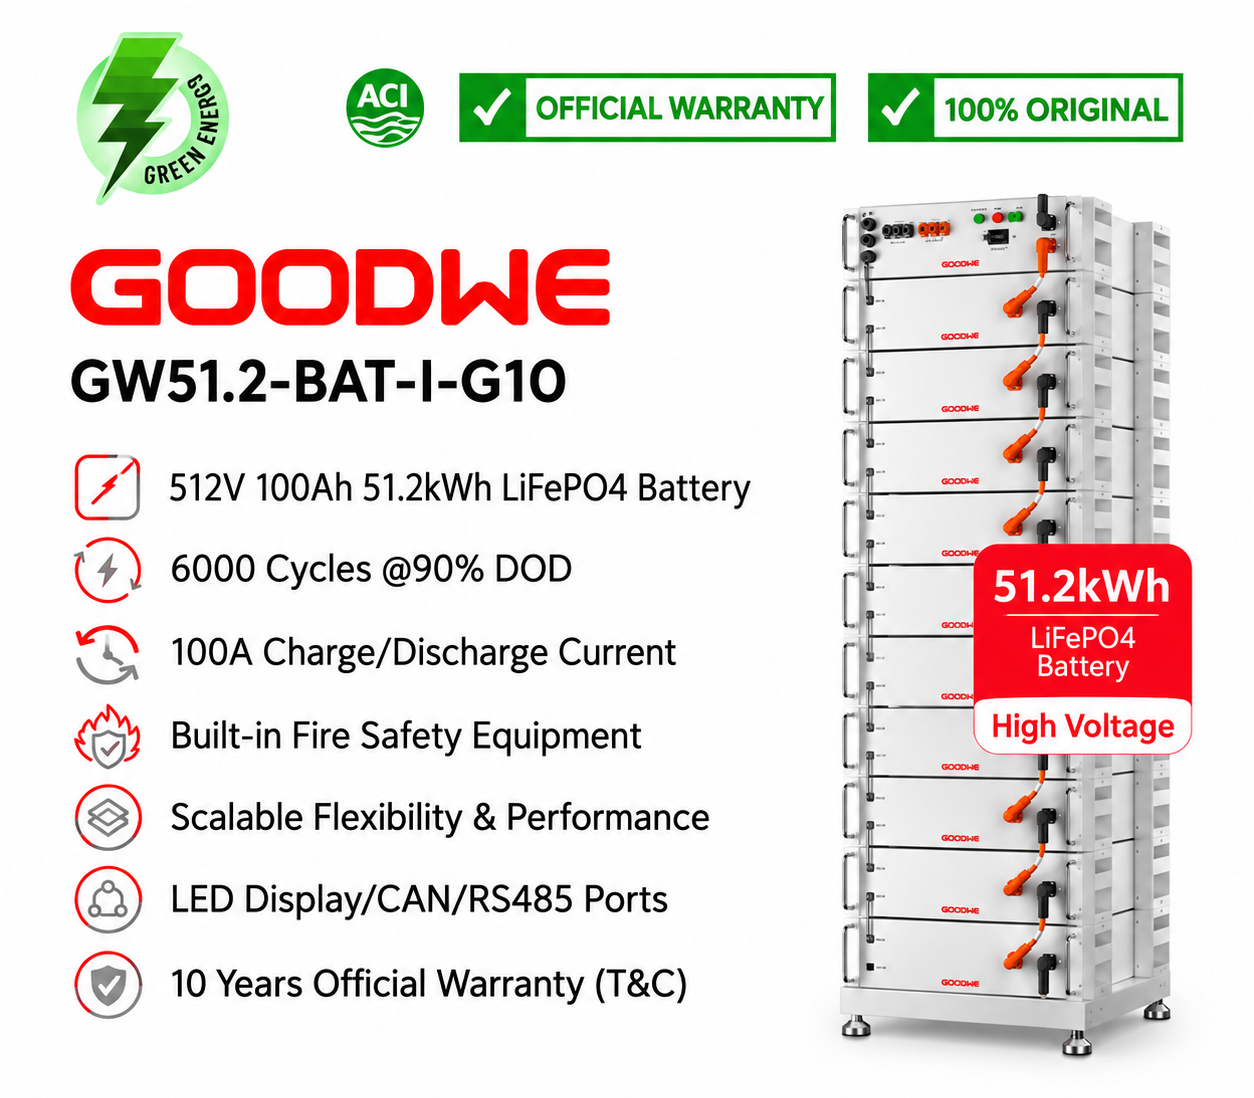 GREEN ENERGY
ACI
OFFICIAL WARRANTY
100% ORIGINAL
GOODWE
GW51.2-BAT-I-G10
512V 100Ah 51.2kWh LiFePO4 Battery
6000 Cycles @90% DOD
100A Charge/Discharge Current
Built-in Fire Safety Equipment
Scalable Flexibility & Performance
LED Display/CAN/RS485 Ports
10 Years Official Warranty (T&C)
GOODWE
GOODWE
GOODWE
GOODWE
GOODWE
GOODWE
GOODWE
GOODWE
GOODWE
GOODWE
GOODWE
51.2kWh
LiFePO4
Battery
High Voltage